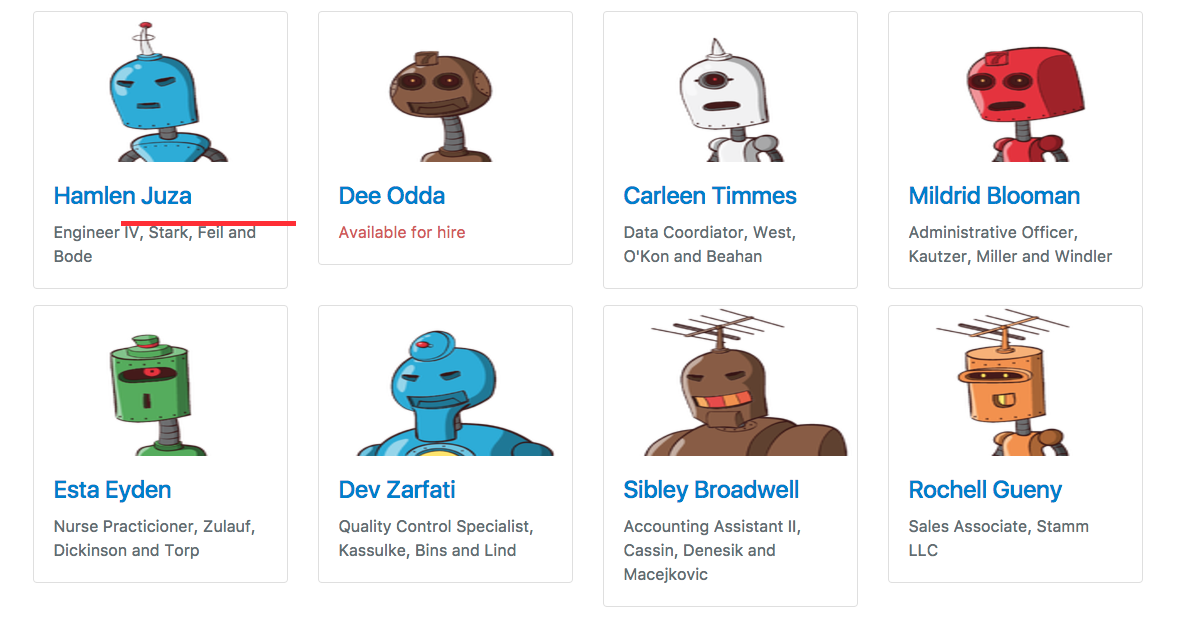 Hamlen Juza
Engineer IV, Stark, Feil and
Bode
Dee Odda
Available for hire
Carleen Timmes
Data Coordiator, West,
O'Kon and Beahan
Mildrid Blooman
Administrative Officer,
Kautzer, Miller and Windler
Esta Eyden
Nurse Practicioner, Zulauf,
Dickinson and Torp
Dev Zarfati
Quality Control Specialist,
Kassulke, Bins and Lind
Sibley Broadwell
Accounting Assistant II,
Cassin, Denesik and
Macejkovic
Rochell Gueny
Sales Associate, Stamm
LLC